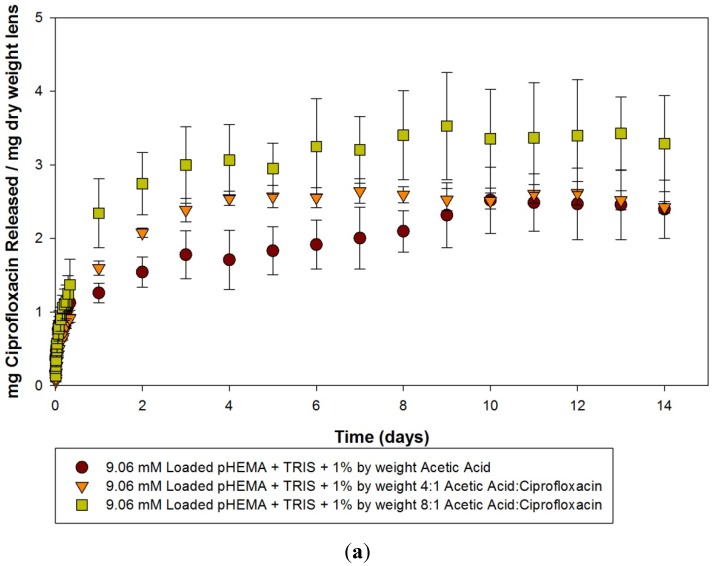 mg Ciprofloxacin Released / mg dry weight lens
5
4
3
2
1
0
0 2 4 6 8 10 12 14
Time (days)
9.06 mM Loaded pHEMA + TRIS + 1% by weight Acetic Acid
9.06 mM Loaded pHEMA + TRIS + 1% by weight 4:1 Acetic Acid:Ciprofloxacin
9.06 mM Loaded pHEMA + TRIS + 1% by weight 8:1 Acetic Acid:Ciprofloxacin
(a)